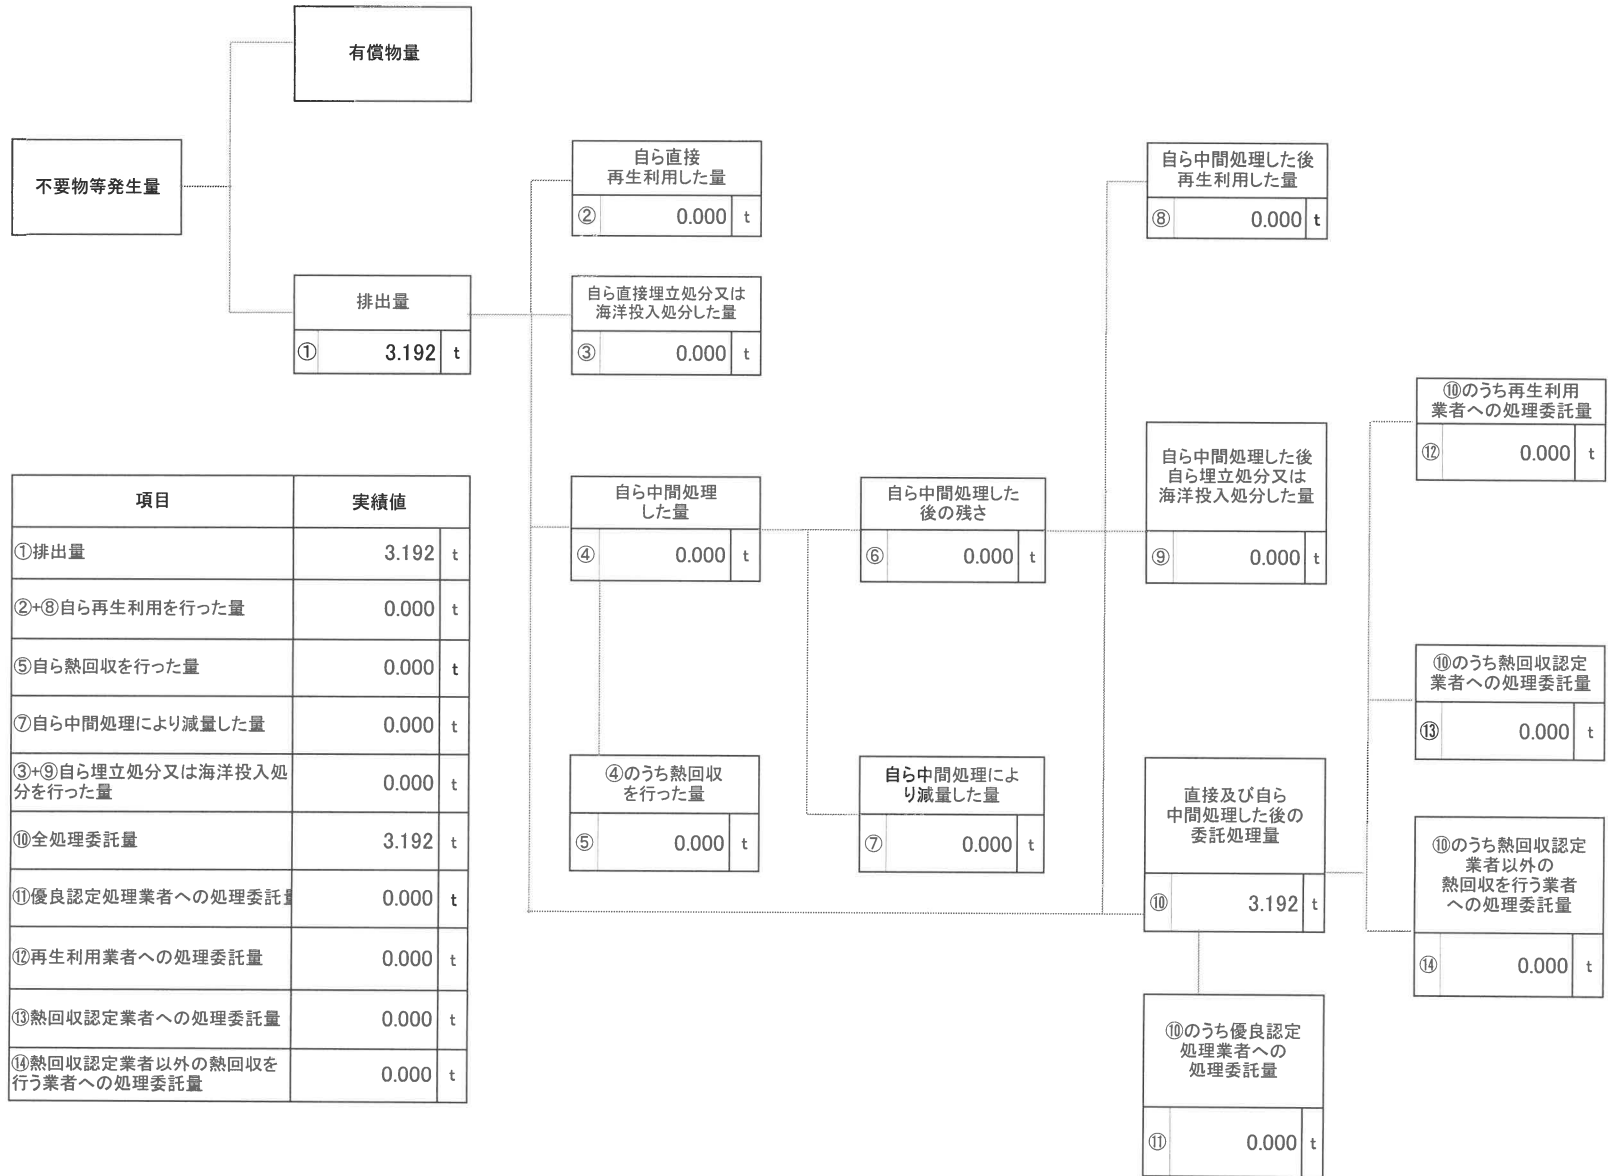 有償物量
不要物等発生量
排出量
① 3.192 t
自ら直接
再生利用した量
② 0.000 t
自ら直接埋立処分又は
海洋投入処分した量
③ 0.000 t
自ら中間処理
した量
④ 0.000 t
④のうち熱回収
を行った量
⑤ 0.000 t
自ら中間処理した
後の残さ
⑥ 0.000 t
自ら中間処理によ
り減量した量
⑦ 0.000 t
自ら中間処理した後
再生利用した量
⑧ 0.000 t
自ら中間処理した後
自ら埋立処分又は
海洋投入処分した量
⑨ 0.000 t
直接及び自ら
中間処理した後の
委託処理量
⑩ 3.192 t
⑩のうち優良認定
処理業者への
処理委託量
⑪ 0.000 t
⑩のうち再生利用
業者への処理委託量
⑫ 0.000 t
⑩のうち熱回収認定
業者への処理委託量
⑬ 0.000 t
⑩のうち熱回収認定
業者以外の
熱回収を行う業者
への処理委託量
⑭ 0.000 t
項目 実績値
①排出量 3.192 t
②+⑧自ら再生利用を行った量 0.000 t
⑤自ら熱回収を行った量 0.000 t
⑦自ら中間処理により減量した量 0.000 t
③+⑨自ら埋立処分又は海洋投入処
分を行った量 0.000 t
⑩全処理委託量 3.192 t
⑪優良認定処理業者への処理委託 0.000 t
⑫再生利用業者への処理委託量 0.000 t
⑬熱回収認定業者への処理委託量 0.000 t
⑭熱回収認定業者以外の熱回収を
行う業者への処理委託量 0.000 t